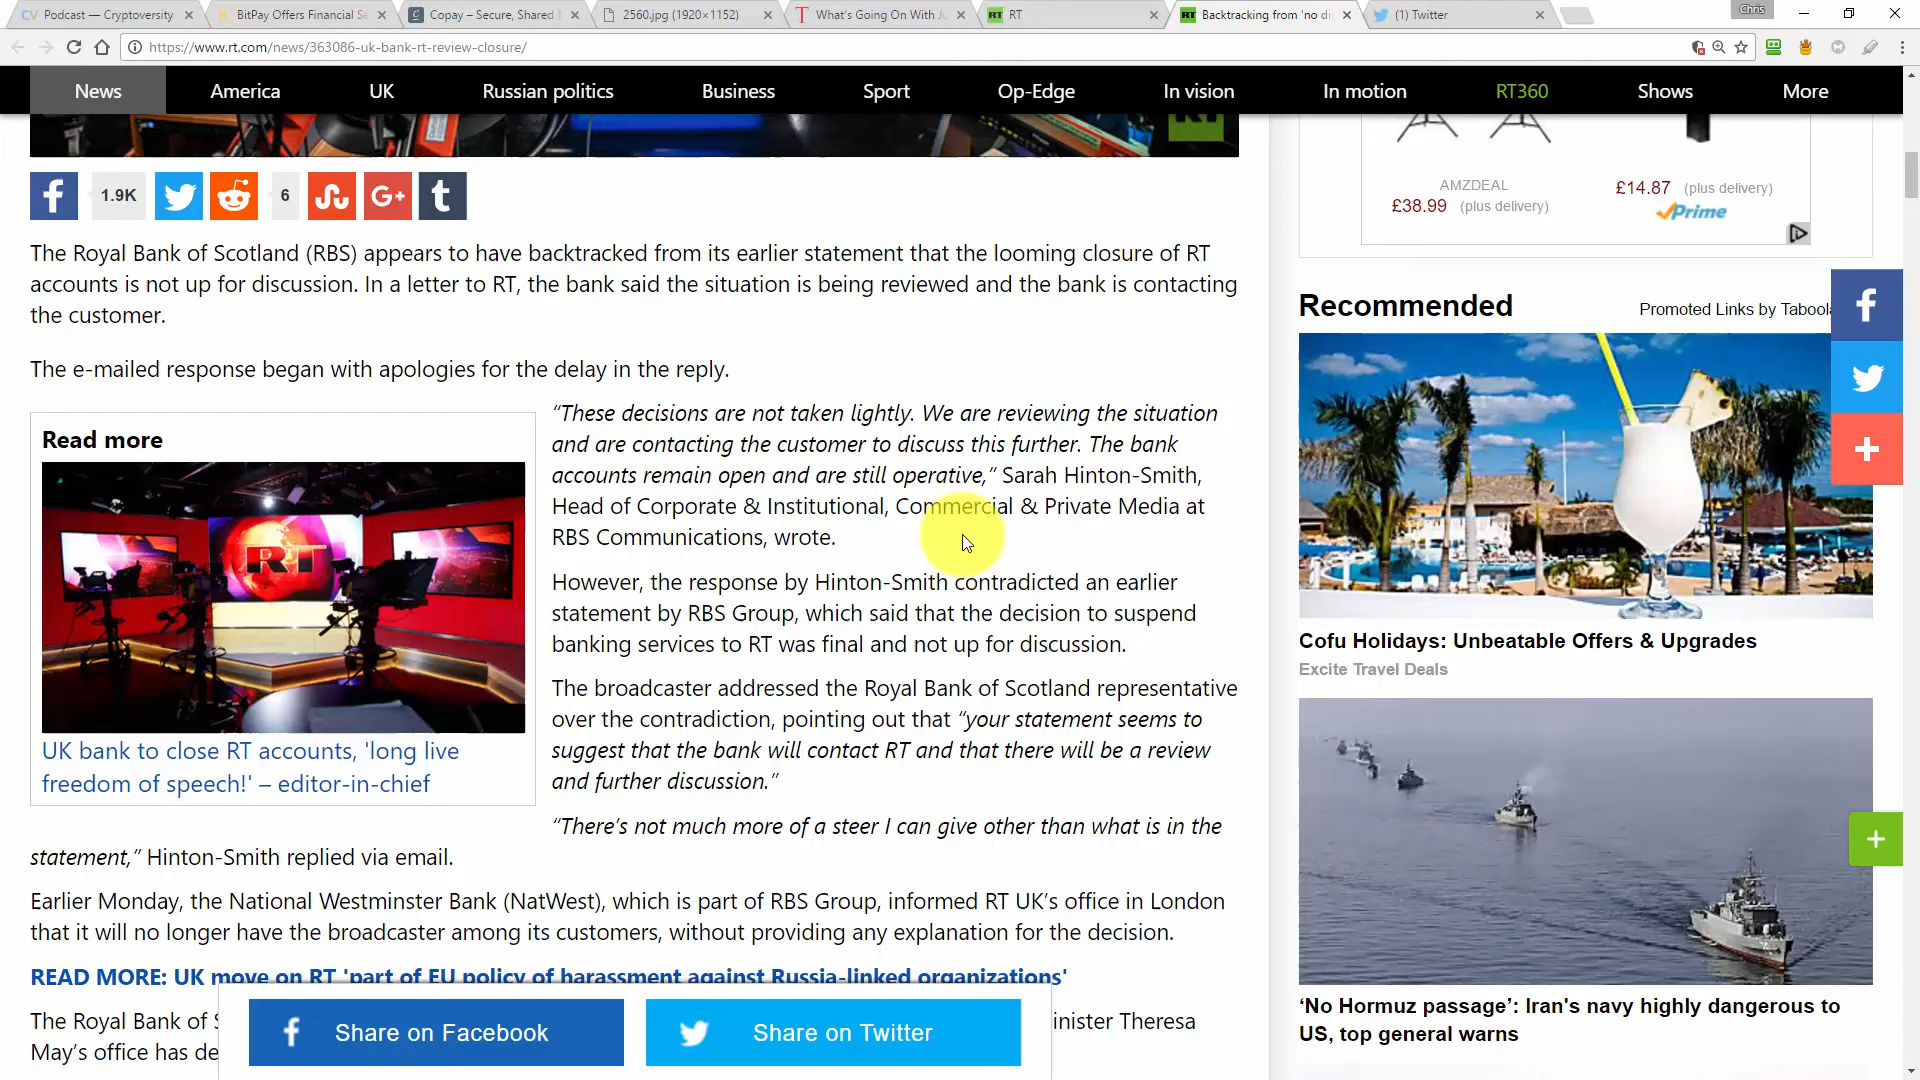 Podcast — Cryptoversity
BitPay Offers Financial Se
Copay – Secure, Shared
2560.jpg (1920×1152)
What's Going On With Ju
RT
Backtracking from 'no di
(1) Twitter
Chris
https://www.rt.com/news/363086-uk-bank-rt-review-closure/
News America UK Russian politics Business Sport Op-Edge In vision In motion RT360 Shows More
RT
1.9K
6
The Royal Bank of Scotland (RBS) appears to have backtracked from its earlier statement that the looming closure of RT
accounts is not up for discussion. In a letter to RT, the bank said the situation is being reviewed and the bank is contacting
the customer.
The e-mailed response began with apologies for the delay in the reply.
Read more
RT
UK bank to close RT accounts, 'long live
freedom of speech!' – editor-in-chief
“These decisions are not taken lightly. We are reviewing the situation
and are contacting the customer to discuss this further. The bank
accounts remain open and are still operative,” Sarah Hinton-Smith,
Head of Corporate & Institutional, Commercial & Private Media at
RBS Communications, wrote.
However, the response by Hinton-Smith contradicted an earlier
statement by RBS Group, which said that the decision to suspend
banking services to RT was final and not up for discussion.
The broadcaster addressed the Royal Bank of Scotland representative
over the contradiction, pointing out that “your statement seems to
suggest that the bank will contact RT and that there will be a review
and further discussion.”
“There’s not much more of a steer I can give other than what is in the
statement,” Hinton-Smith replied via email.
Earlier Monday, the National Westminster Bank (NatWest), which is part of RBS Group, informed RT UK’s office in London
that it will no longer have the broadcaster among its customers, without providing any explanation for the decision.
READ MORE: UK move on RT 'part of EU policy of harassment against Russia-linked organizations'
The Royal Bank of S
inister Theresa
May’s office has de
Share on Facebook
Share on Twitter
AMZDEAL
£38.99 (plus delivery)
£14.87 (plus delivery)
Prime
Recommended
Promoted Links by Taboola
Cofu Holidays: Unbeatable Offers & Upgrades
Excite Travel Deals
‘No Hormuz passage’: Iran's navy highly dangerous to
US, top general warns